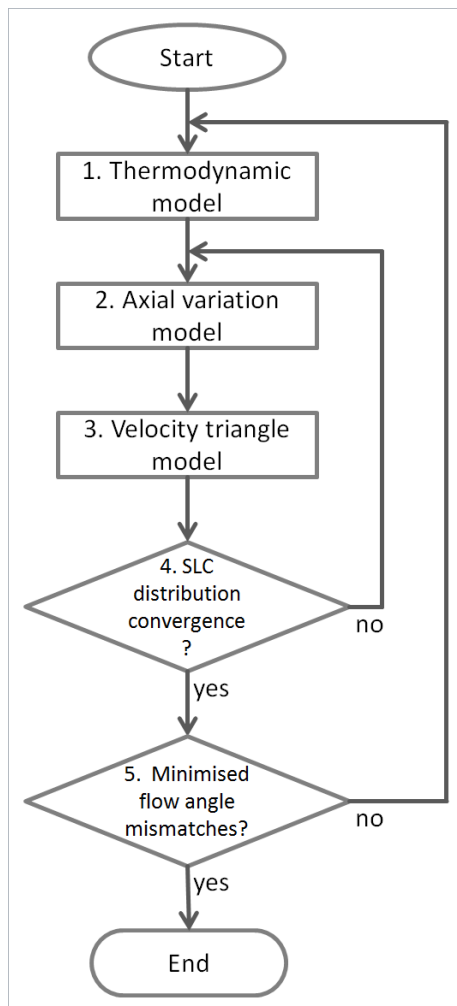 Start
1. Thermodynamic
model
2. Axial variation
model
3. Velocity triangle
model
4. SLC
distribution
convergence
?
no
yes
5. Minimised
flow angle
mismatches?
no
yes
End